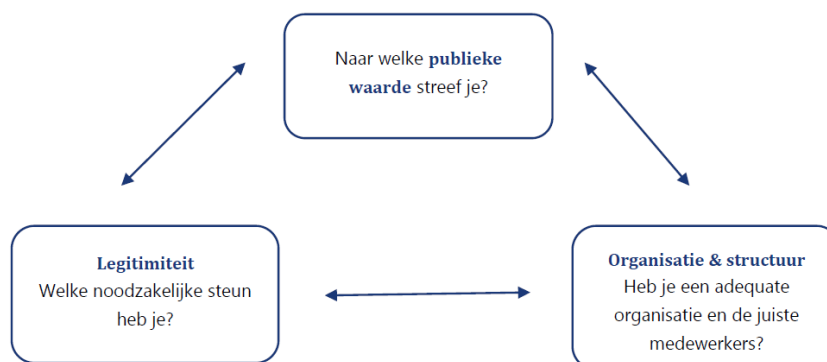 Naar welke publieke
waarde streef je?
Legitimiteit
Welke noodzakelijke steun
heb je?
Organisatie & structuur
Heb je een adequate
organisatie en de juiste
medewerkers?